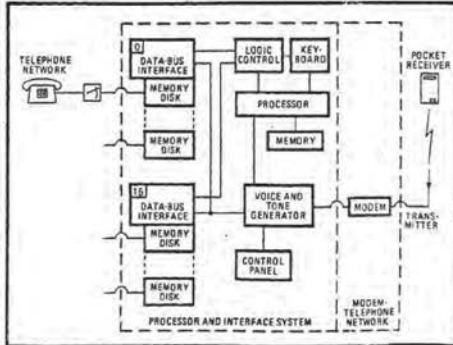 TELEPHONE
NETWORK
0
DATA-BUS
INTERFACE
MEMORY
DISK
MEMORY
DISK
15
DATA-BUS
INTERFACE
MEMORY
DISK
MEMORY
DISK
LOGIC
CONTROL
KEY-
BOARD
PROCESSOR
MEMORY
VOICE AND
TONE
GENERATOR
CONTROL
PANEL
PROCESSOR AND INTERFACE SYSTEM
MODEM
MODEM-
TELEPHONE
NETWORK
POCKET
RECEIVER
TRANS-
MITTER